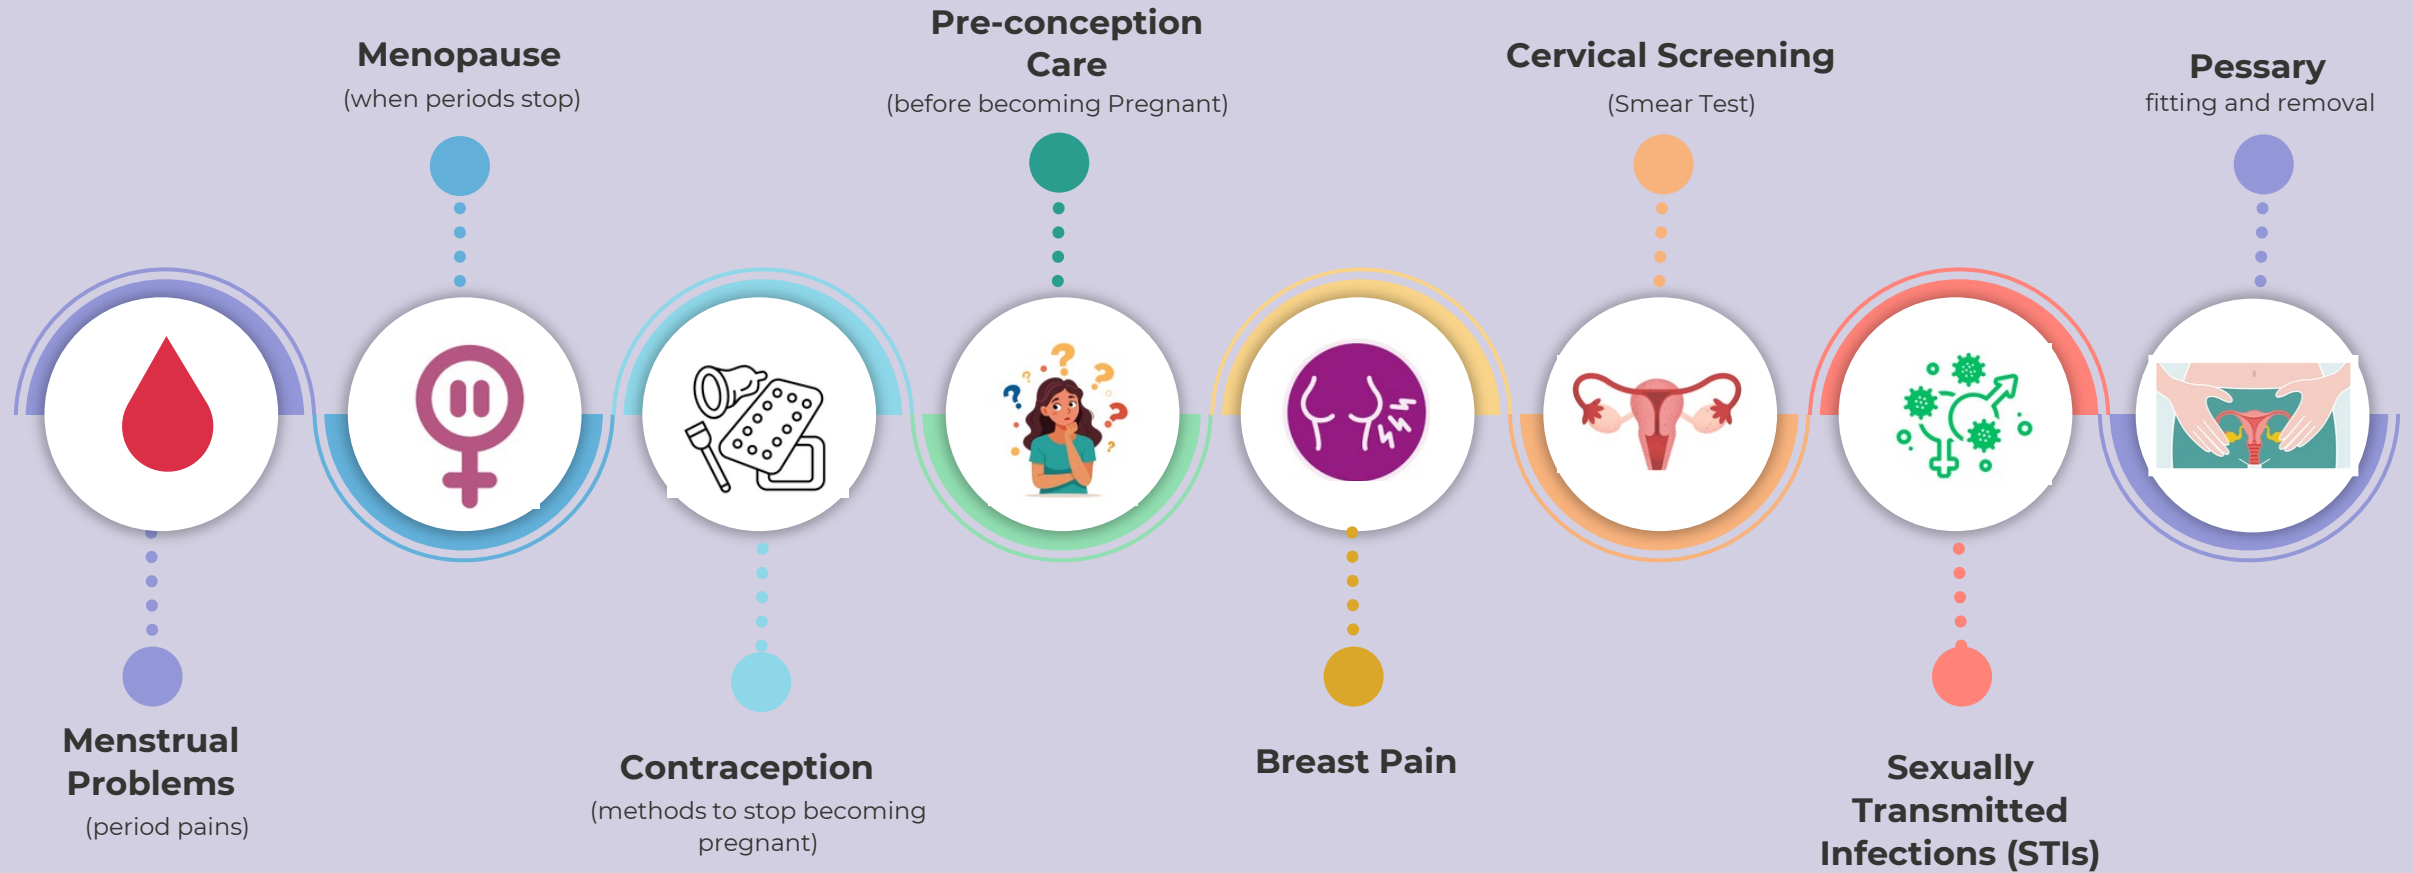 Menstrual
Problems
(period pains)
Menopause
(when periods stop)
Contraception
(methods to stop becoming
pregnant)
Pre-conception
Care
(before becoming Pregnant)
Breast Pain
Cervical Screening
(Smear Test)
Sexually
Transmitted
Infections (STIs)
Pessary
fitting and removal